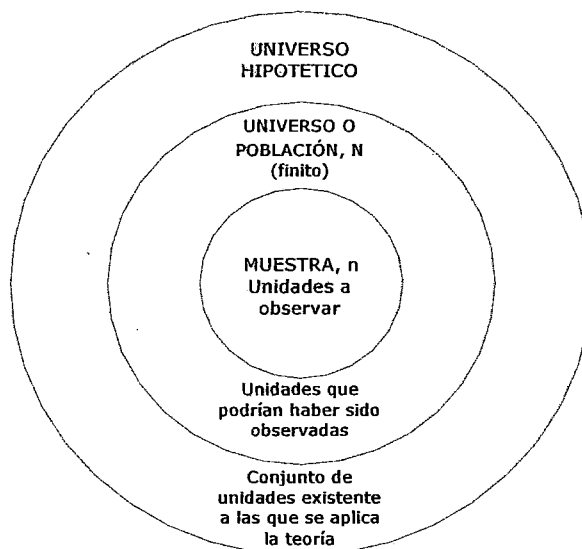 UNIVERSO
HIPOTETICO
UNIVERSO O
POBLACIÓN, N
(finito)
MUESTRA, n
Unidades a
observar
Unidades que
podrían haber sido
observadas
Conjunto de
unidades existente
a las que se aplica
la teoría